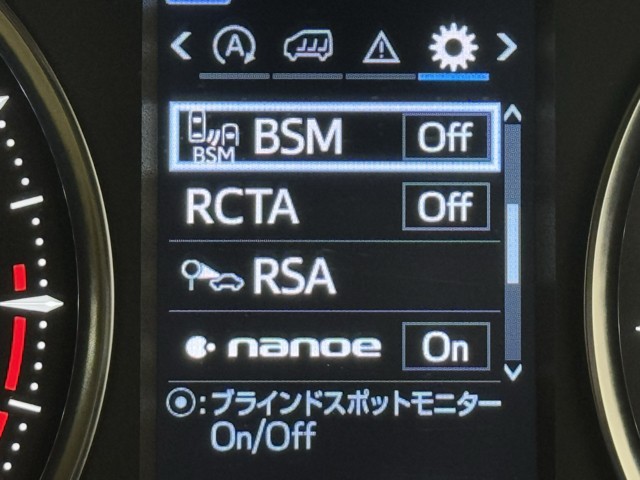 A
BSM BSM Off
RCTA Off
RSA
nanoe On
:ブラインドスポットモニター
On/Off